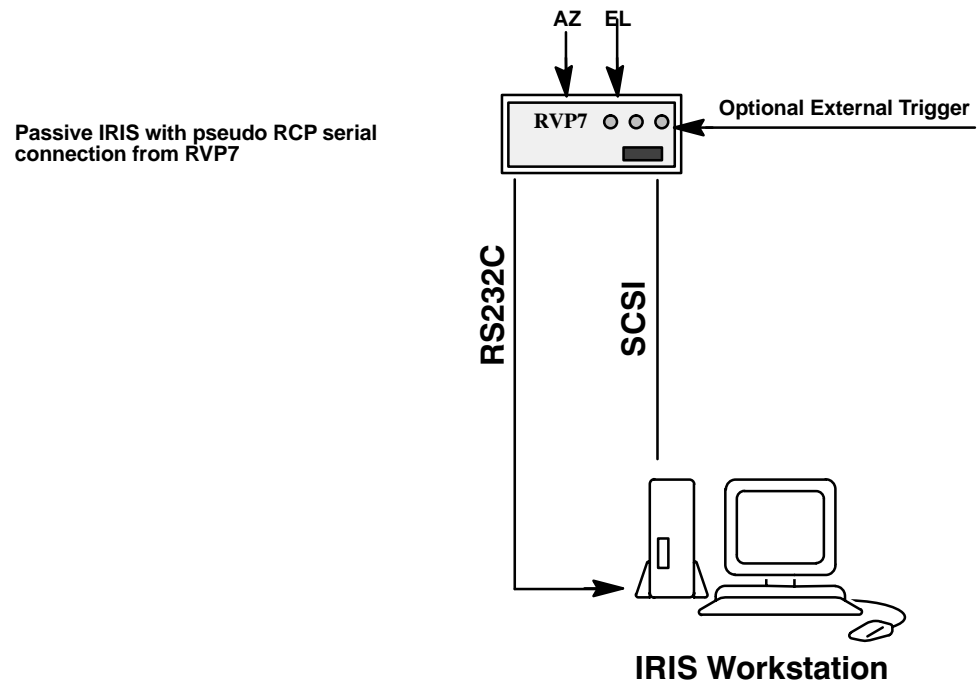 AZ EL
Optional External Trigger
RVP7
Passive IRIS with pseudo RCP serial
connection from RVP7
RS232C
SCSI
IRIS Workstation